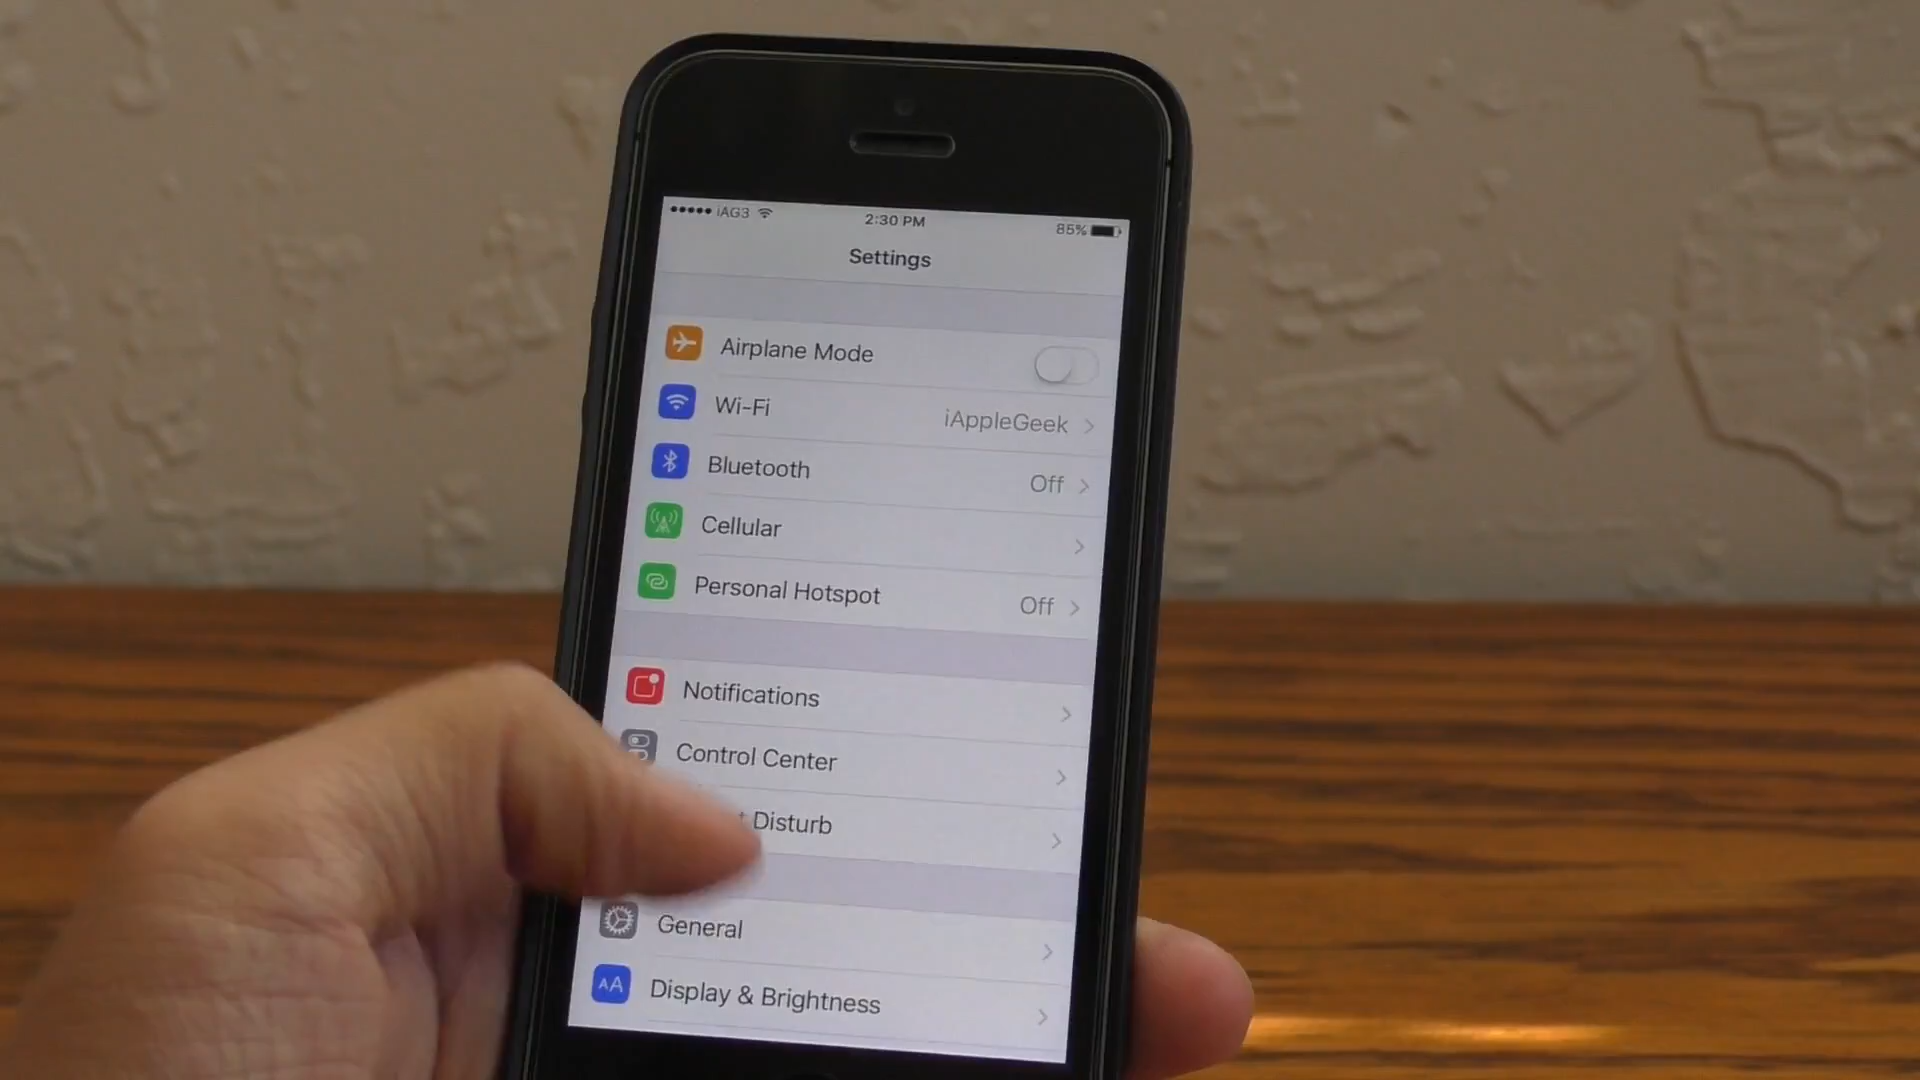 iAG3 2:30 PM 85%
Settings
Airplane Mode
Wi-Fi iAppleGeek
Bluetooth Off
Cellular
Personal Hotspot Off
Notifications
Control Center
Disturb
General
AA Display & Brightness